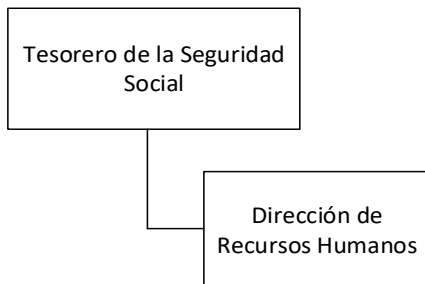 Tesorero de la Seguridad
Social
Dirección de
Recursos Humanos